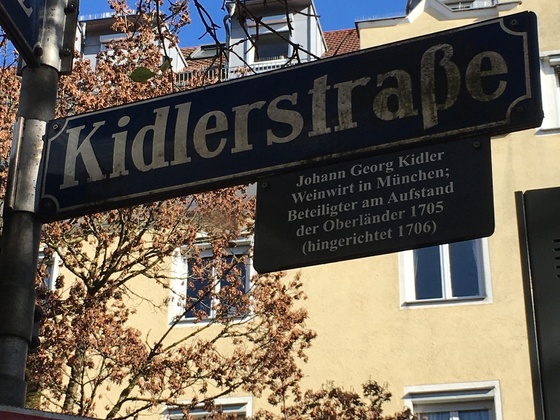 Kidlerstraße
Johann Georg Kidler
Weinwirt in München;
Beteiligter am Aufstand
der Oberländer 1705
(hingerichtet 1706)